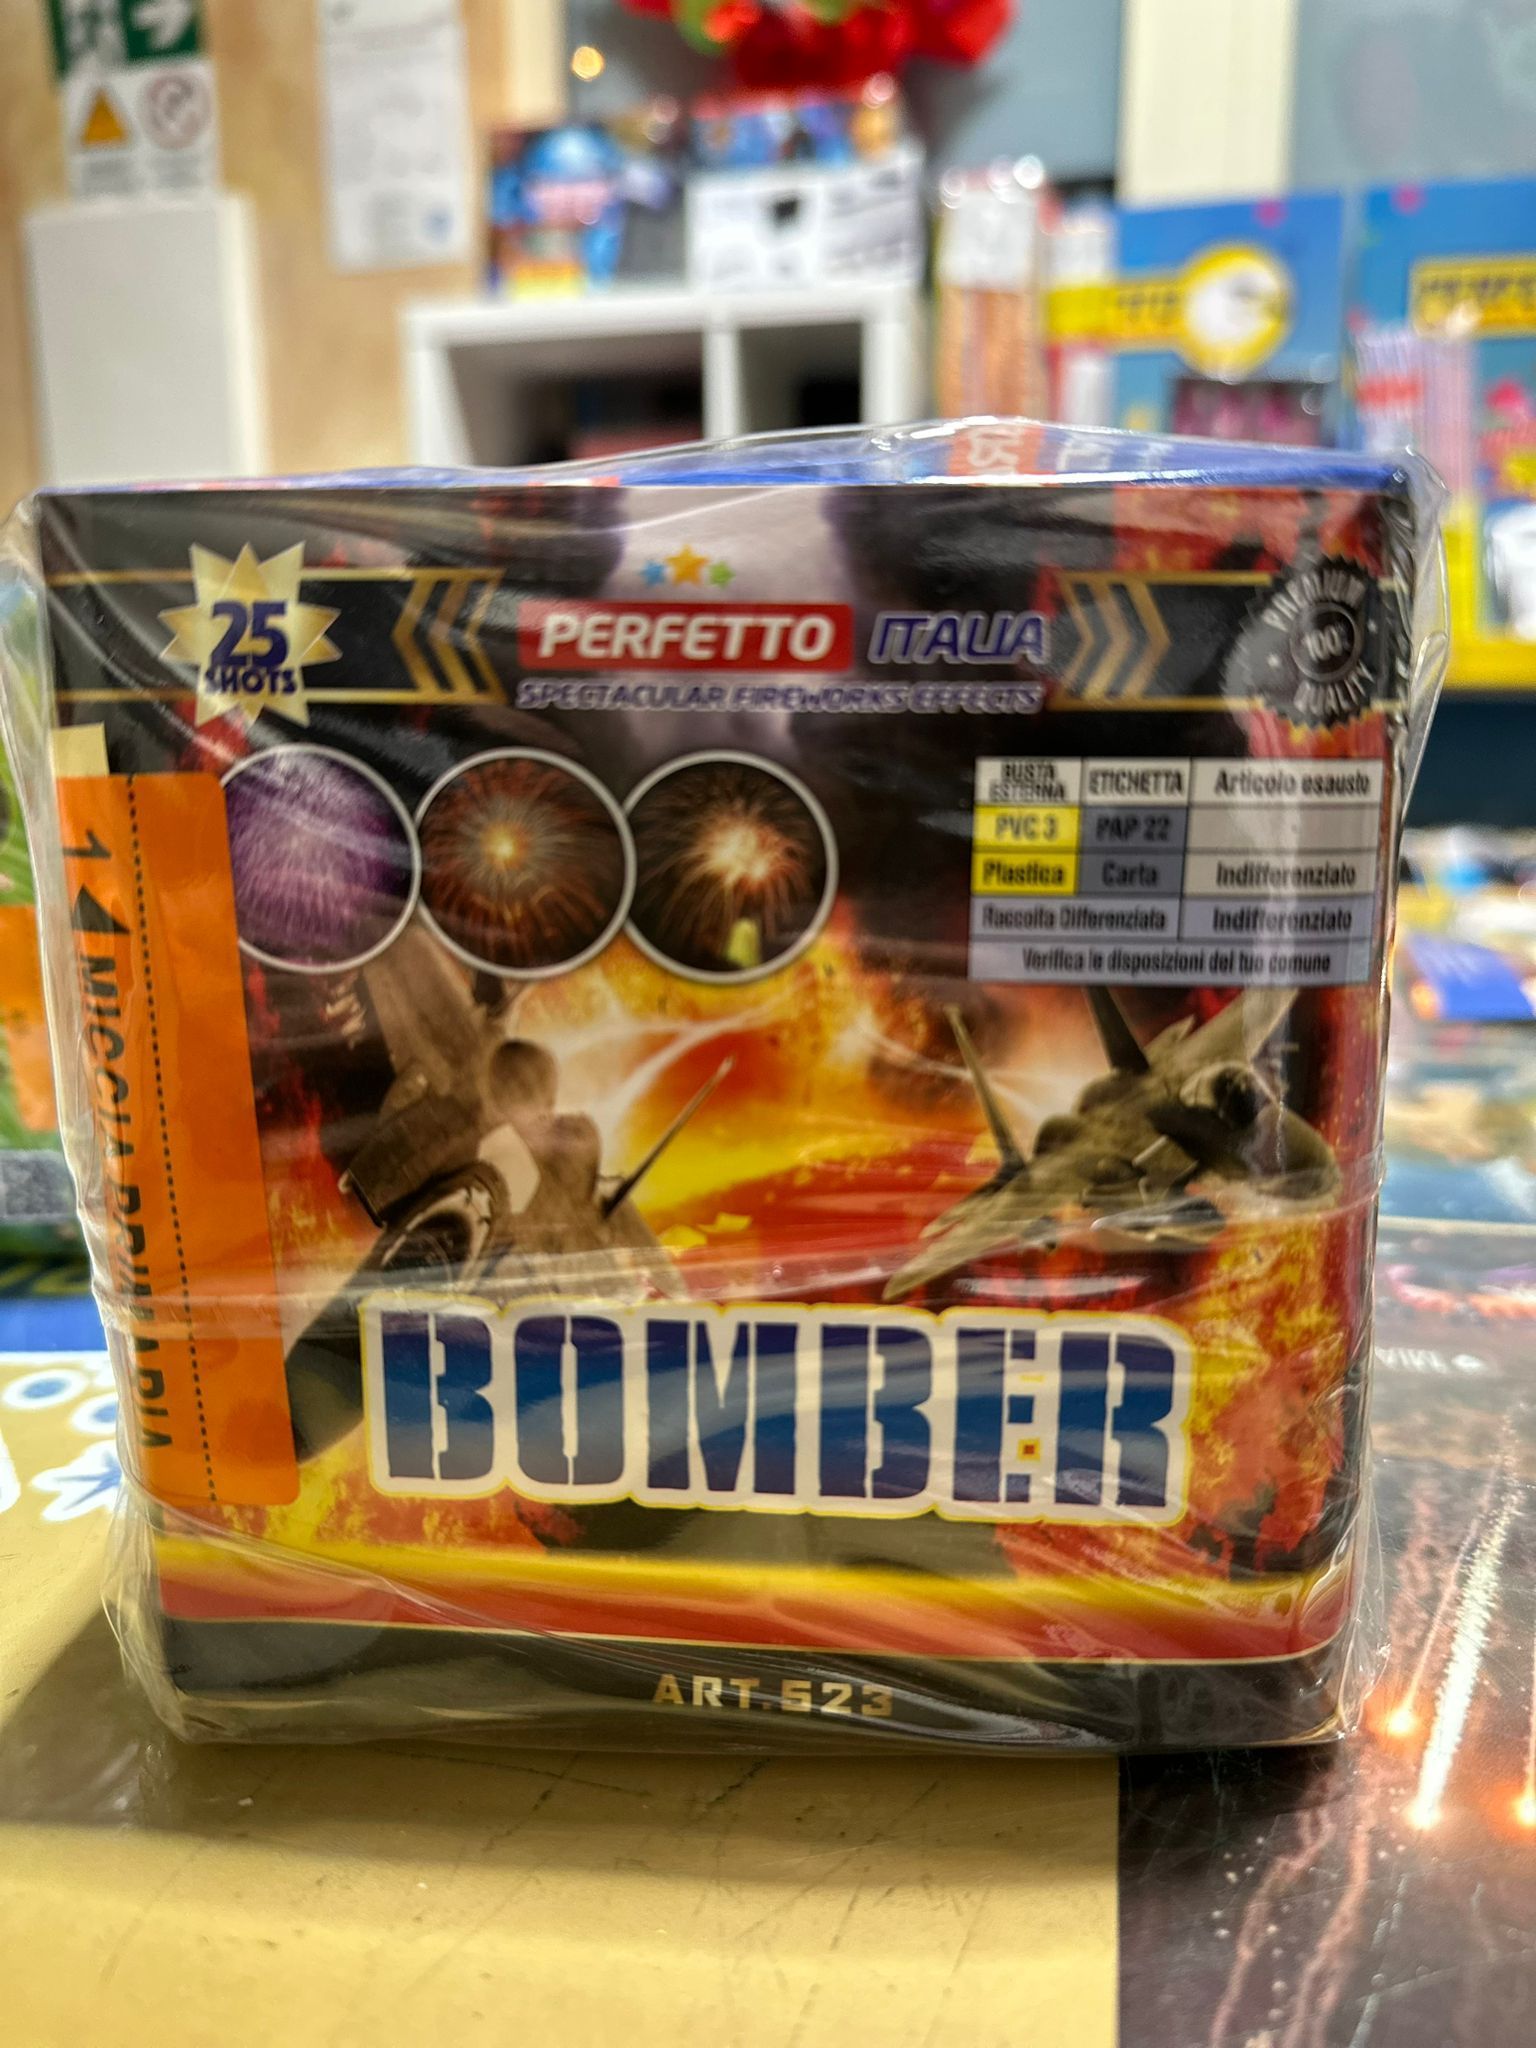 25
SHOTS
PERFETTO ITALIA
SPECTACULAR FIREWORKS EFFECTS
PREMIUM
100%
QUALITY
BUSTA ESTERNA ETICHETTA Articolo esausto
PVC 3 PAP 22 -
Plastica Carta Indifferenziato
Raccolta Differenziata Indifferenziato
Verifica le disposizioni del tuo comune
1 MICCIA PRIMARIA
BOMBER
ART.523